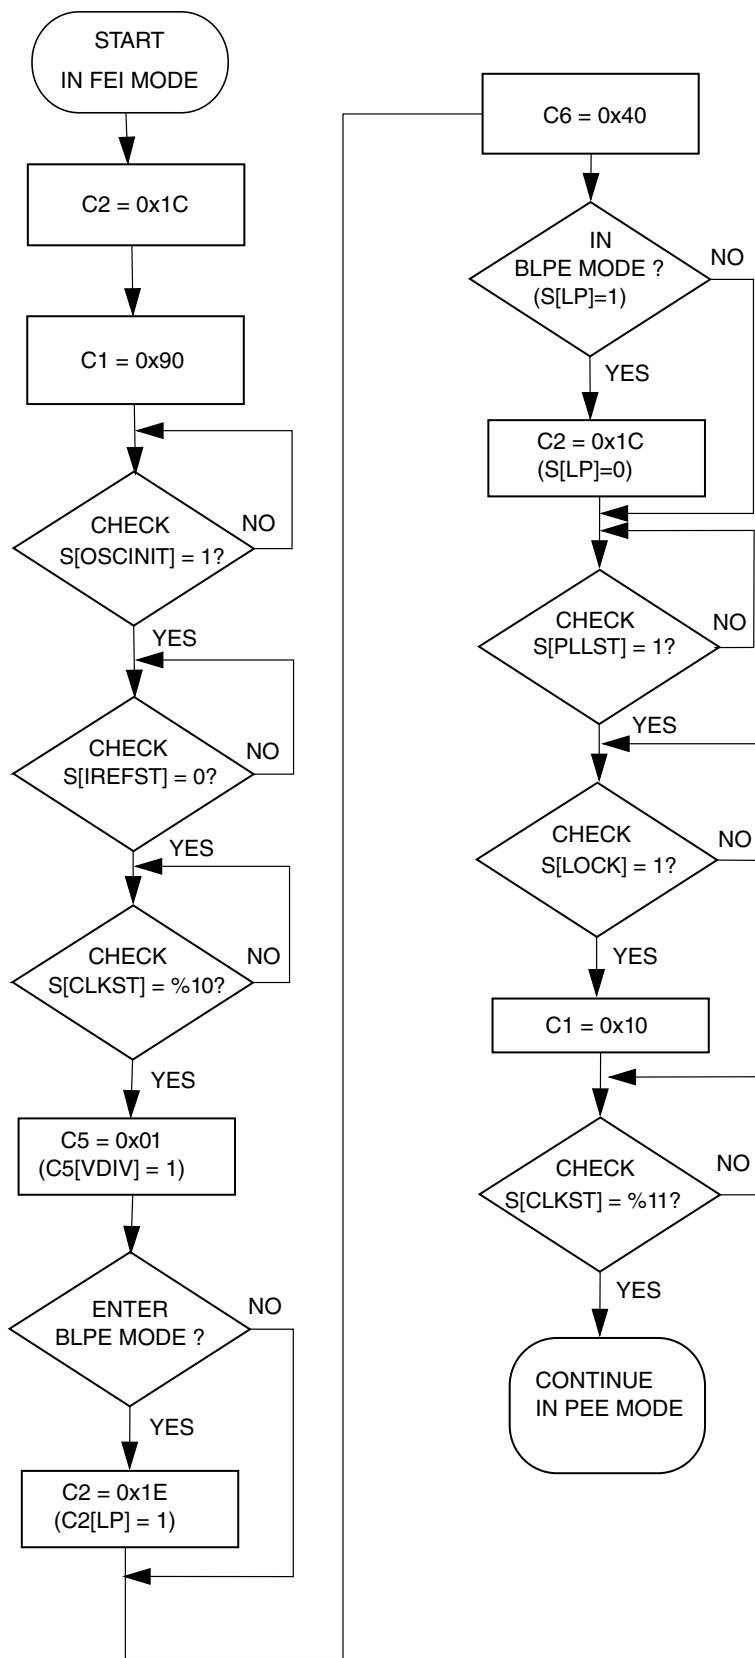 START
IN FEI MODE
C2 = 0x1C
C1 = 0x90
CHECK
S[OSCINIT] = 1?
NO
YES
CHECK
S[IREFST] = 0?
NO
YES
CHECK
S[CLKST] = %10?
NO
YES
C5 = 0x01
(C5[VDIV] = 1)
ENTER
BLPE MODE ?
NO
YES
C2 = 0x1E
(C2[LP] = 1)
C6 = 0x40
IN
BLPE MODE ?
(S[LP]=1)
NO
YES
C2 = 0x1C
(S[LP]=0)
CHECK
S[PLLST] = 1?
NO
YES
CHECK
S[LOCK] = 1?
NO
YES
C1 = 0x10
CHECK
S[CLKST] = %11?
NO
YES
CONTINUE
IN PEE MODE